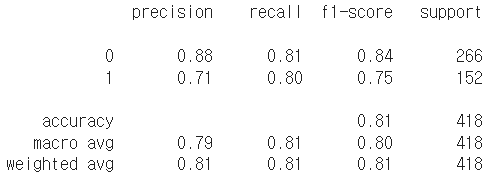 precision recall f1-score support
0 0.88 0.81 0.84 266
1 0.71 0.80 0.75 152
accuracy 0.81 418
macro avg 0.79 0.81 0.80 418
weighted avg 0.81 0.81 0.81 418